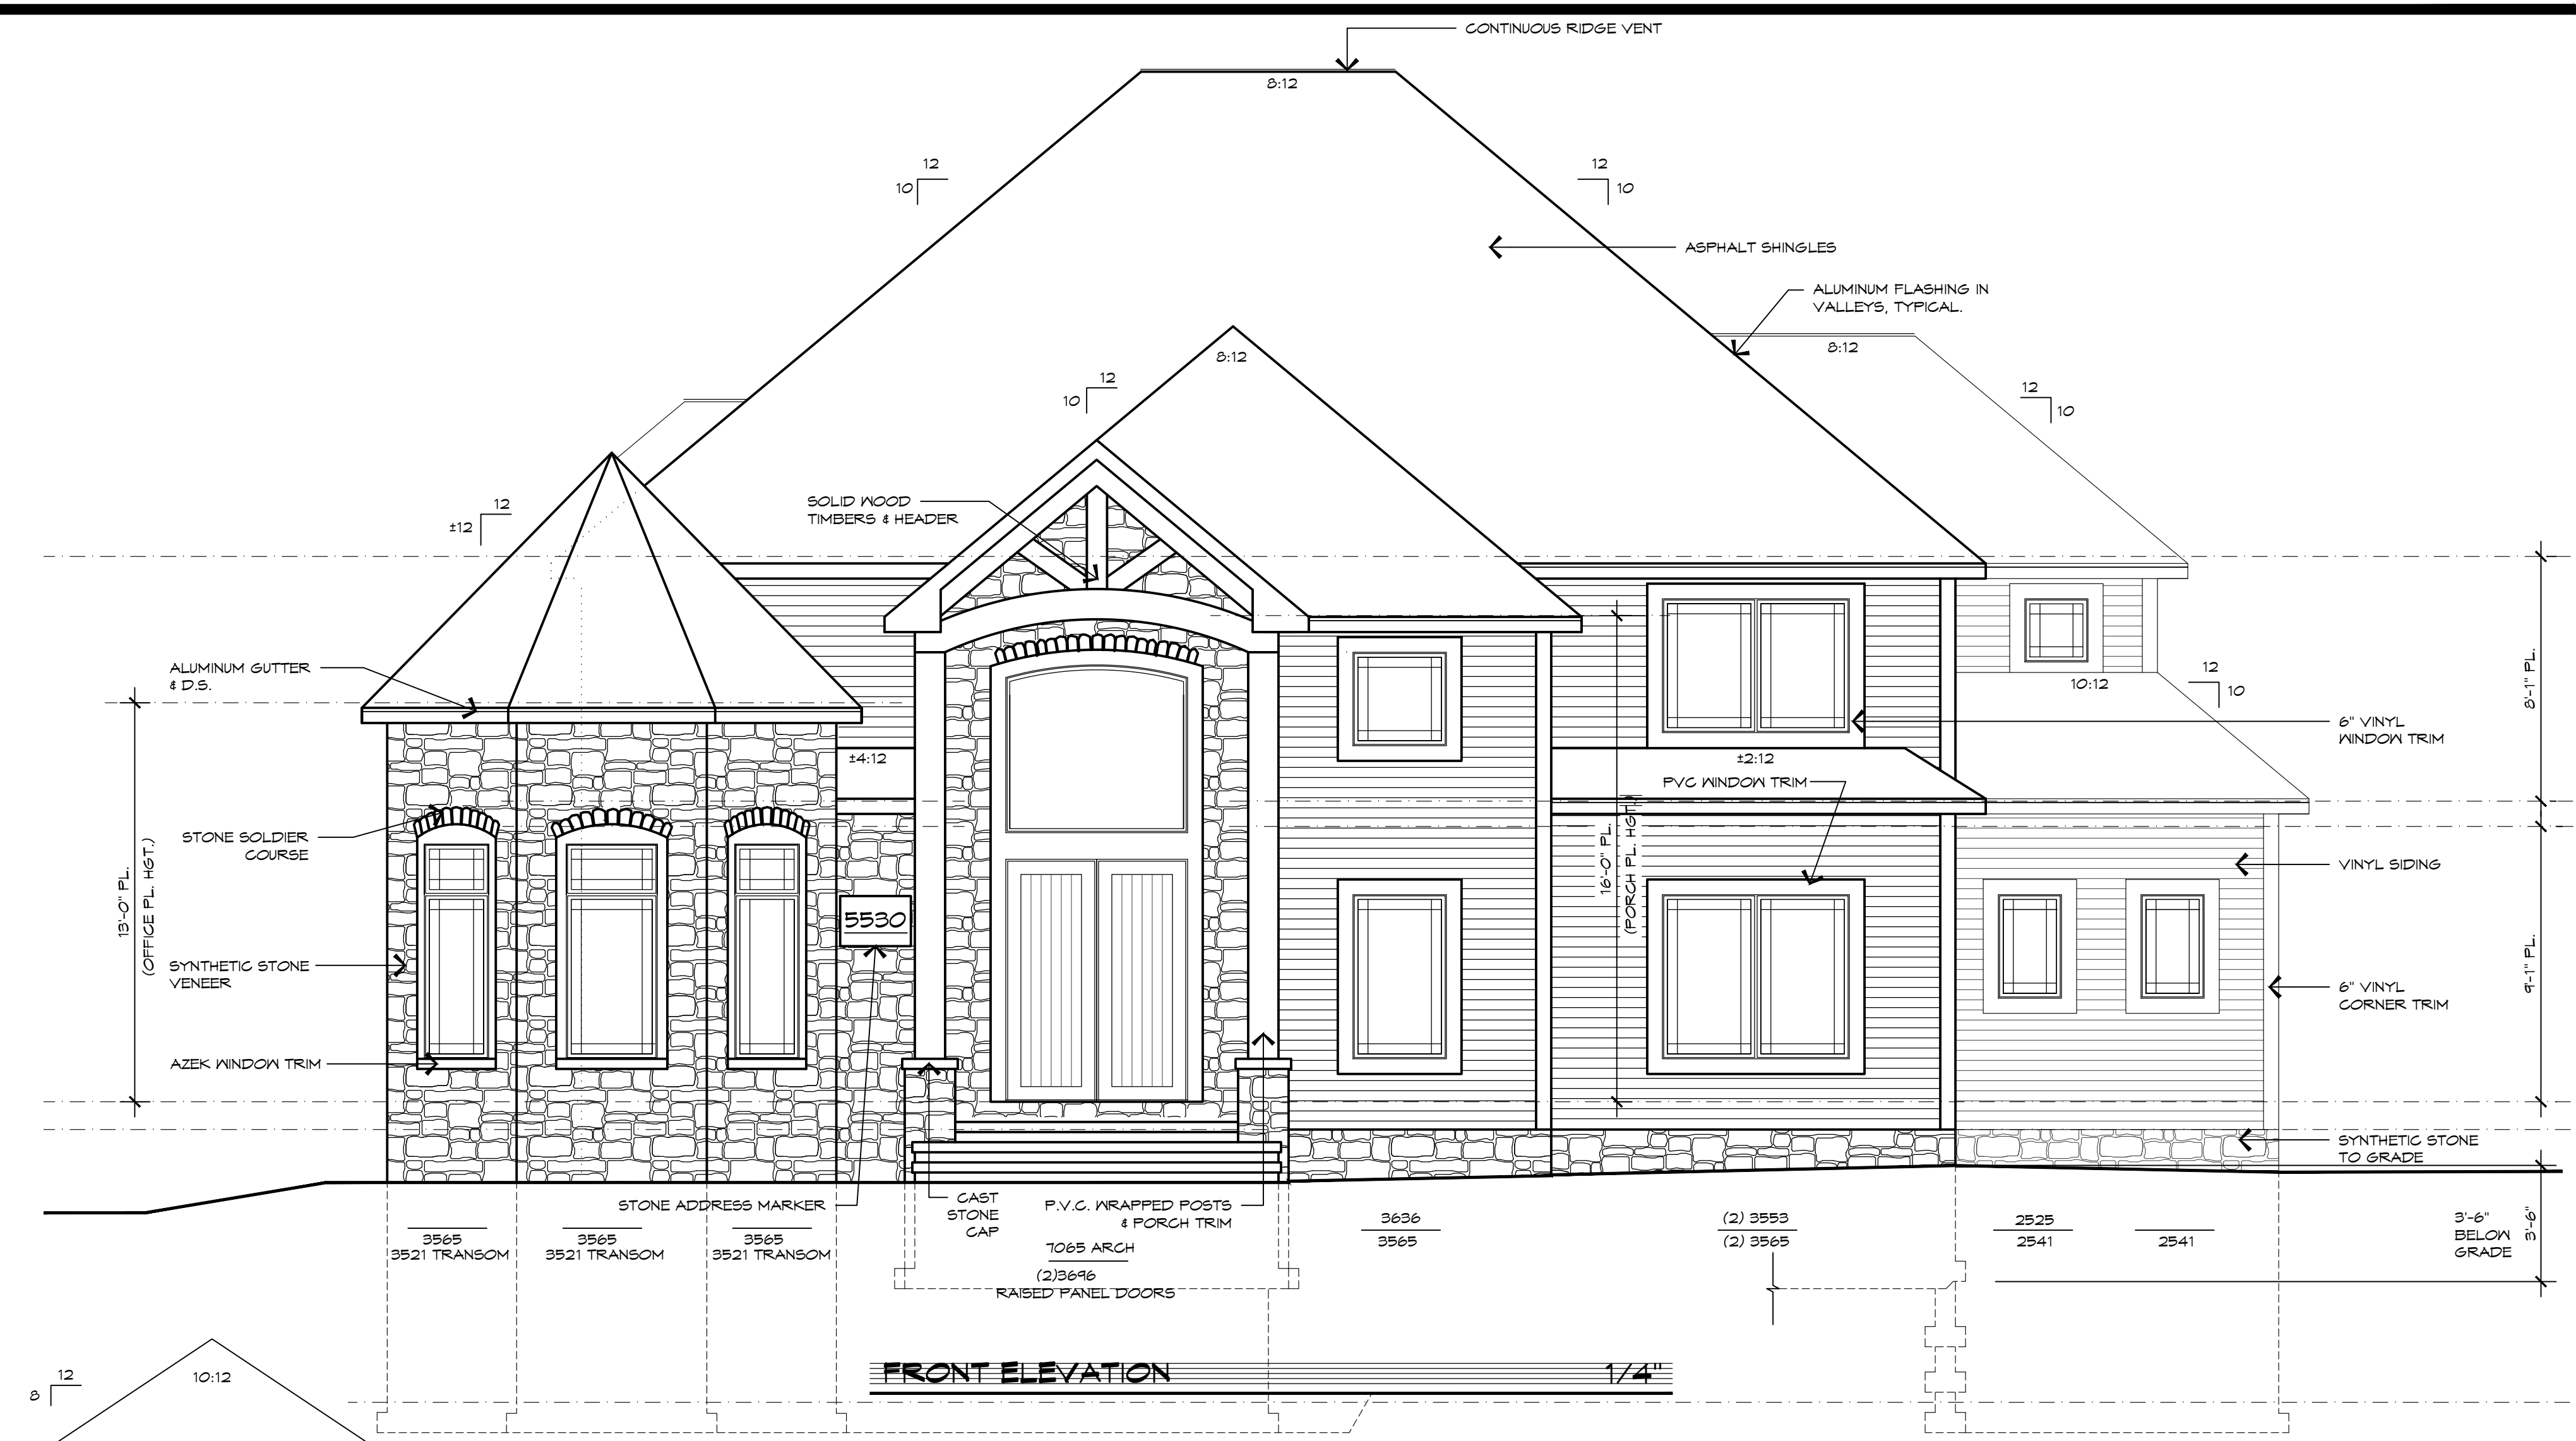 CONTINUOUS RIDGE VENT
8:12
12
10
12
10
ASPHALT SHINGLES
ALUMINUM FLASHING IN
VALLEYS, TYPICAL.
8:12
8:12
12
10
12
10
SOLID WOOD
TIMBERS & HEADER
12
±12
ALUMINUM GUTTER
& D.S.
12
10
10:12
8'-1" PL.
6" VINYL
WINDOW TRIM
±4:12
±2:12
PVC WINDOW TRIM
STONE SOLDIER
COURSE
16'-0" PL.
(PORCH PL. HGT.)
VINYL SIDING
13'-0" PL.
(OFFICE PL. HGT.)
5530
SYNTHETIC STONE
VENEER
9'-1" PL.
6" VINYL
CORNER TRIM
AZEK WINDOW TRIM
SYNTHETIC STONE
TO GRADE
STONE ADDRESS MARKER
CAST
STONE
CAP
P.V.C. WRAPPED POSTS
& PORCH TRIM
3565
3521 TRANSOM
3565
3521 TRANSOM
3565
3521 TRANSOM
7065 ARCH
(2)3696
RAISED PANEL DOORS
3636
3565
(2) 3553
(2) 3565
2525
2541
2541
3'-6"
BELOW
GRADE
3'-6"
FRONT ELEVATION 1/4"
12
8
10:12